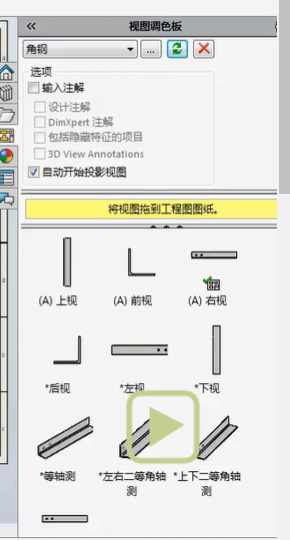 视图调色板
角钢
...
选项
输入注解
设计注解
DimXpert 注解
包括隐藏特征的项目
3D View Annotations
自动开始投影视图
将视图拖到工程图图纸。
(A) 上视
(A) 前视
(A) 右视
*后视
*左视
*下视
*等轴测
*左右二等角轴
测
*上下二等角轴
测